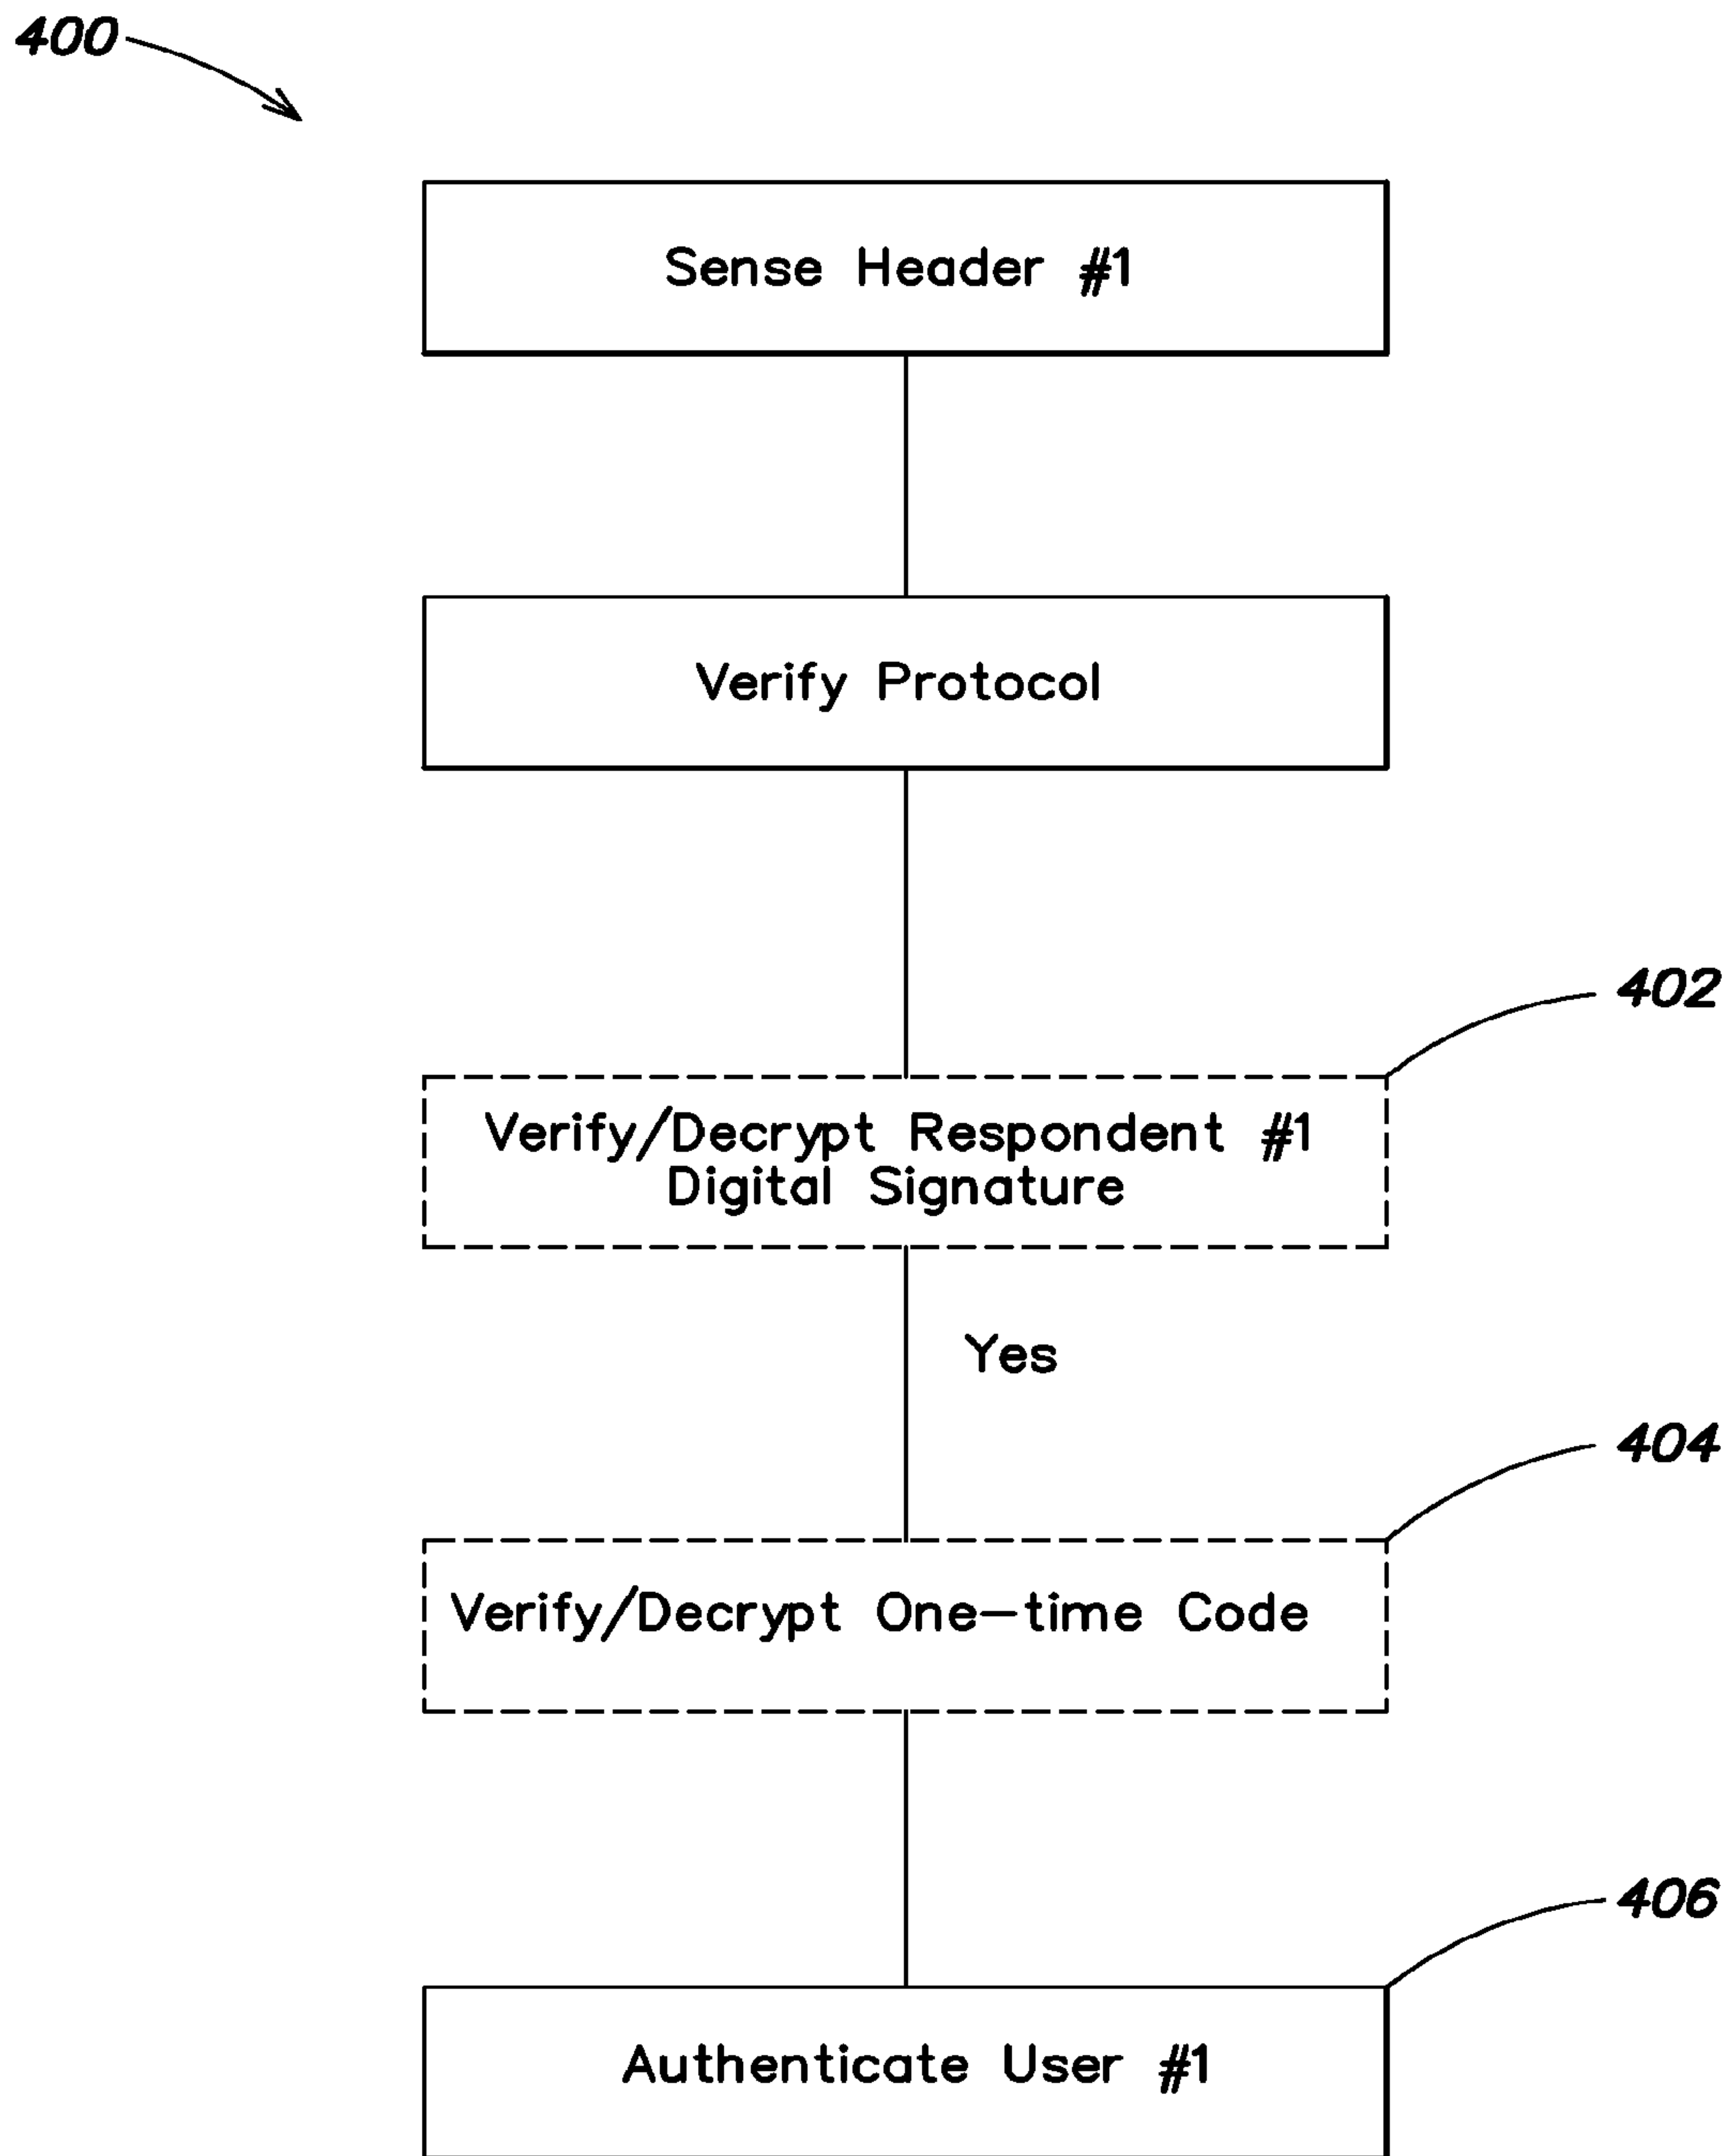 400
Sense Header #1
Verify Protocol
402
Verify/Decrypt Respondent #1
Digital Signature
Yes
404
Verify/Decrypt One-time Code
406
Authenticate User #1